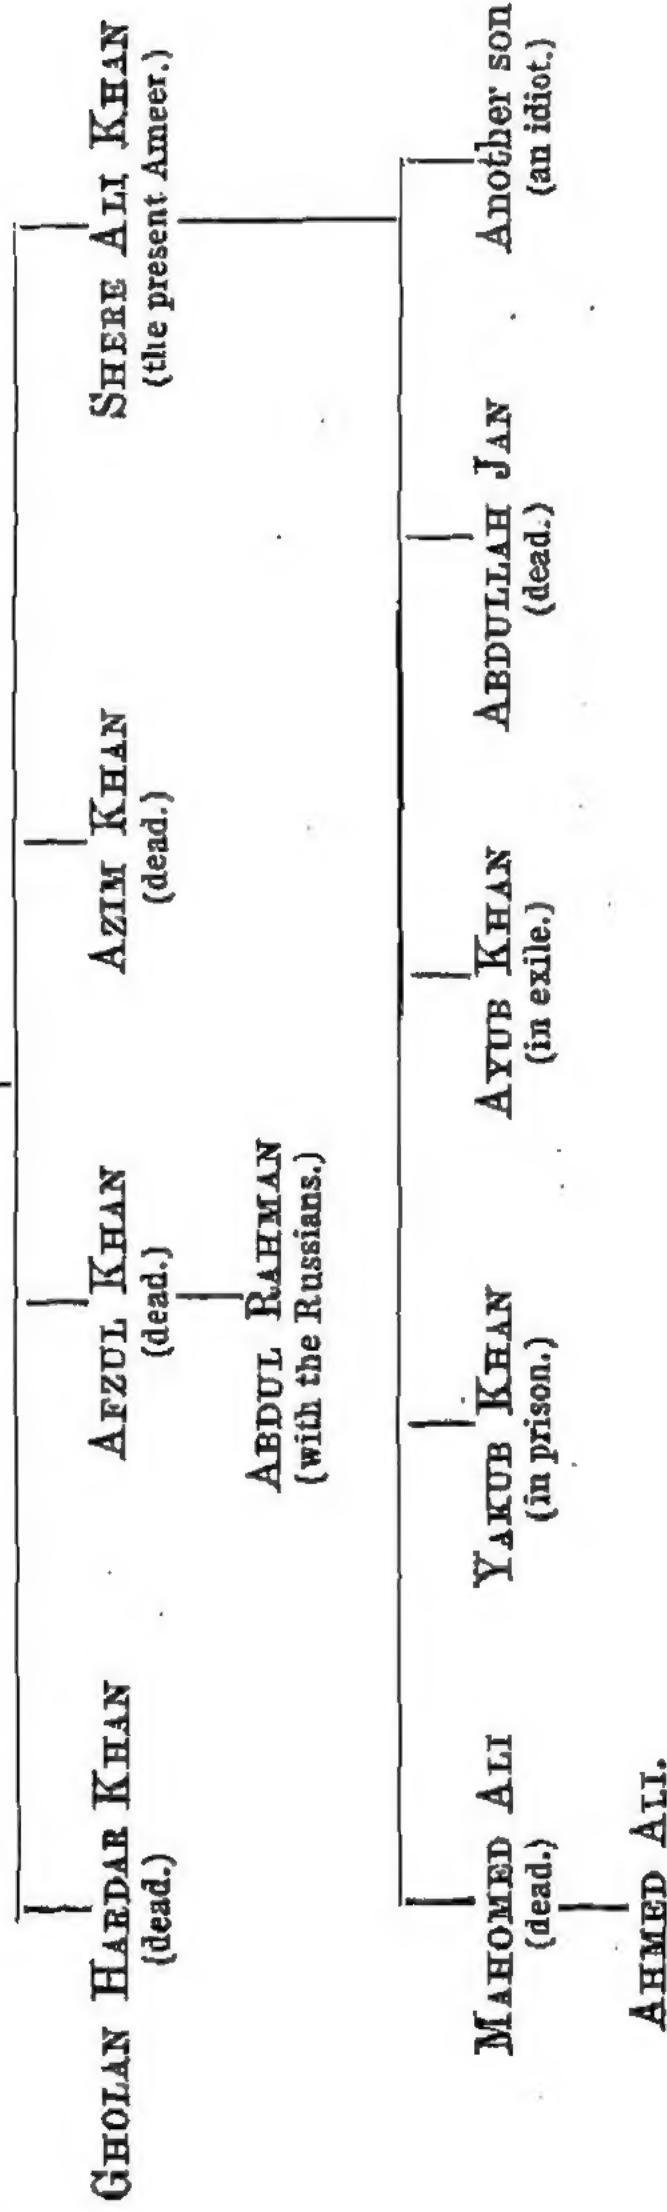 GHOLAN HARDAR KHAN
(dead.)
AFZUL KHAN
(dead.)
AZIM KHAN
(dead.)
SHERE ALI KHAN
(the present Ameer.)
ABDUL RAHMAN
(with the Russians.)
MAHOMED ALI
(dead.)
YAKUB KHAN
(in prison.)
AYUB KHAN
(in exile.)
ABDULLAH JAN
(dead.)
Another son
(an idiot.)
AHMED ALI.